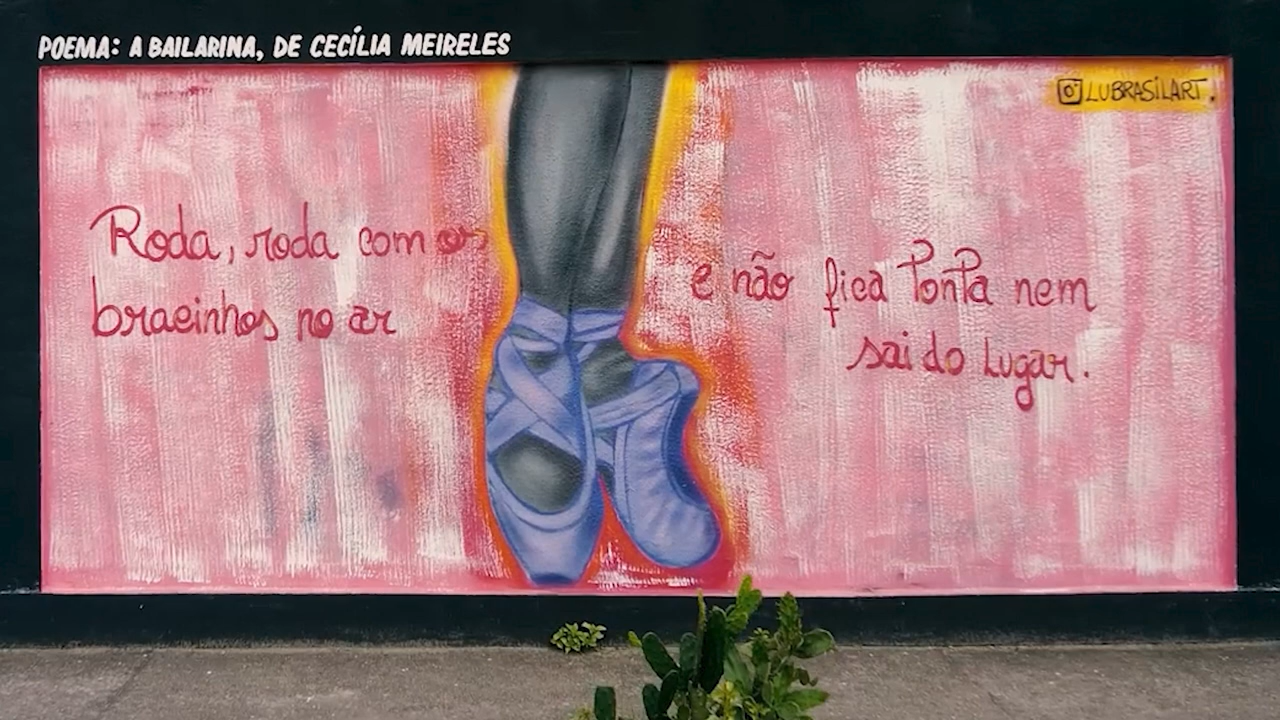 POEMA: A BAILARINA, DE CECÍLIA MEIRELES
LUBRASILART.
Roda, roda com os
bracinhos no ar
e não fica tonta nem
sai do lugar.